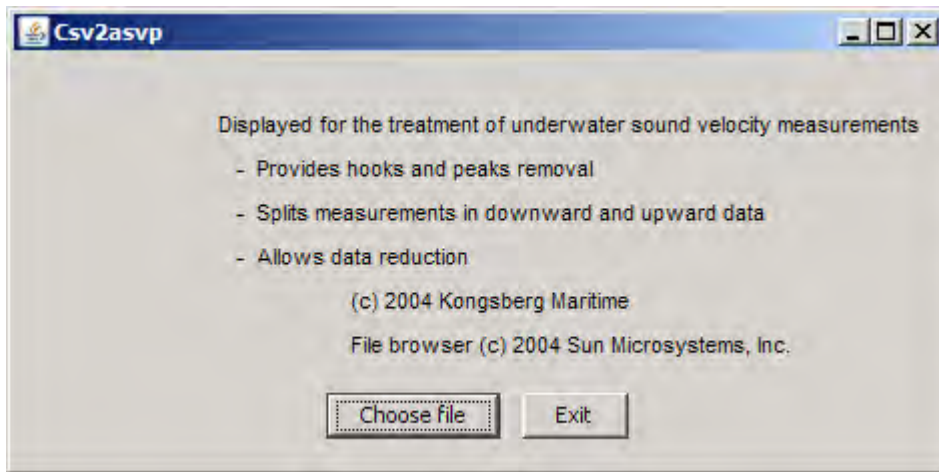 Csv2asvp
Displayed for the treatment of underwater sound velocity measurements
- Provides hooks and peaks removal
- Splits measurements in downward and upward data
- Allows data reduction
(c) 2004 Kongsberg Maritime
File browser (c) 2004 Sun Microsystems, Inc.
Choose file Exit